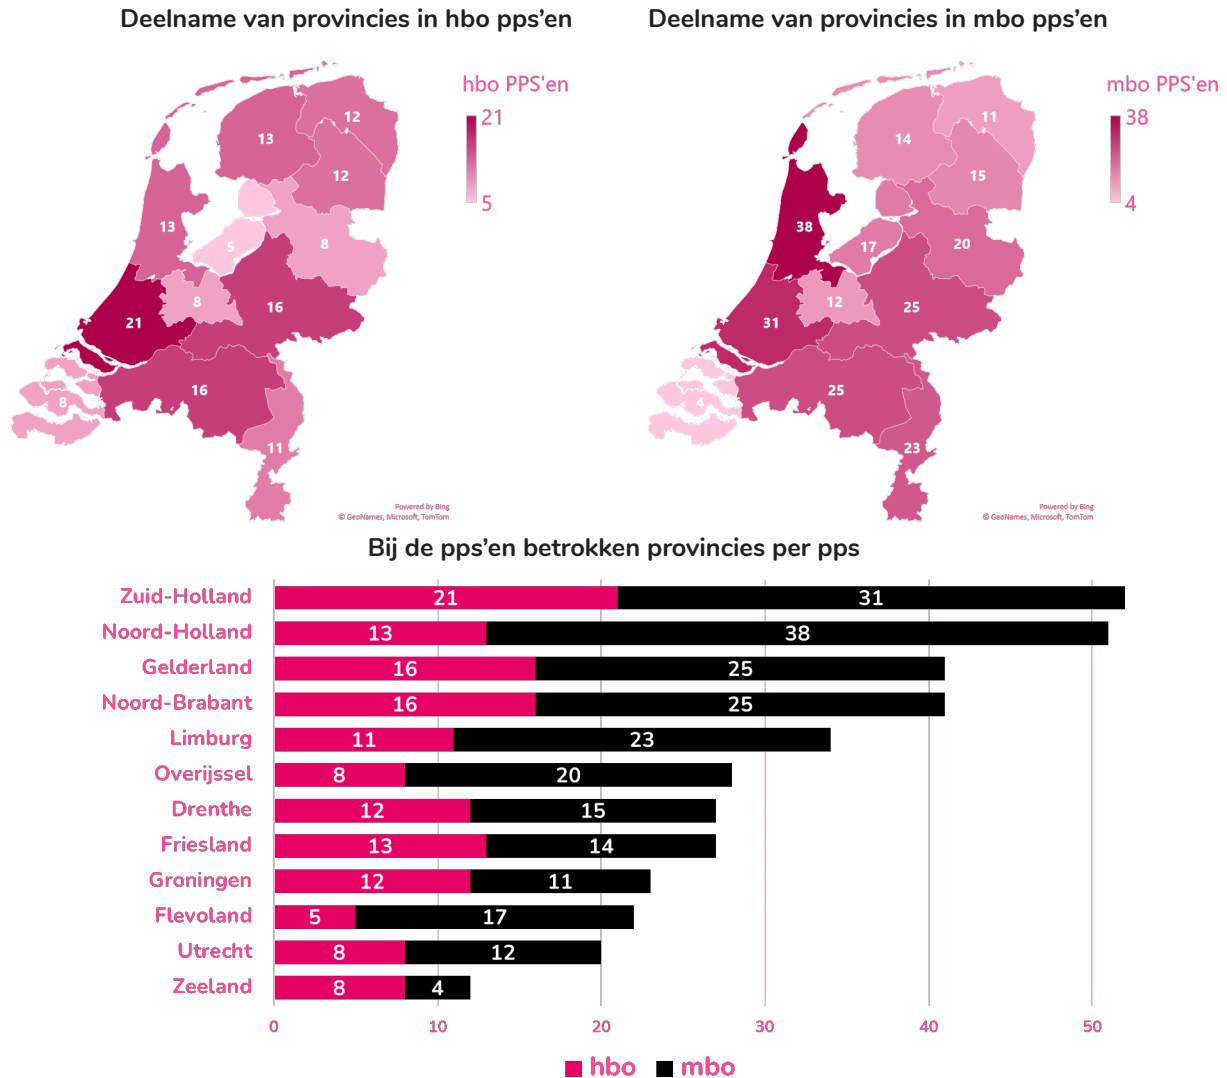 Deelname van provincies in hbo pps’en
Deelname van provincies in mbo pps’en
hbo PPS'en
21
5
12
13
12
13
5
8
8
16
21
16
8
11
Powered by Bing
© GeoNames, Microsoft, TomTom
mbo PPS'en
38
4
11
14
15
38
17
20
12
25
31
25
4
23
Powered by Bing
© GeoNames, Microsoft, TomTom
Bij de pps’en betrokken provincies per pps
Zuid-Holland 21 31
Noord-Holland 13 38
Gelderland 16 25
Noord-Brabant 16 25
Limburg 11 23
Overijssel 8 20
Drenthe 12 15
Friesland 13 14
Groningen 12 11
Flevoland 5 17
Utrecht 8 12
Zeeland 8 4
0 10 20 30 40 50
hbo mbo